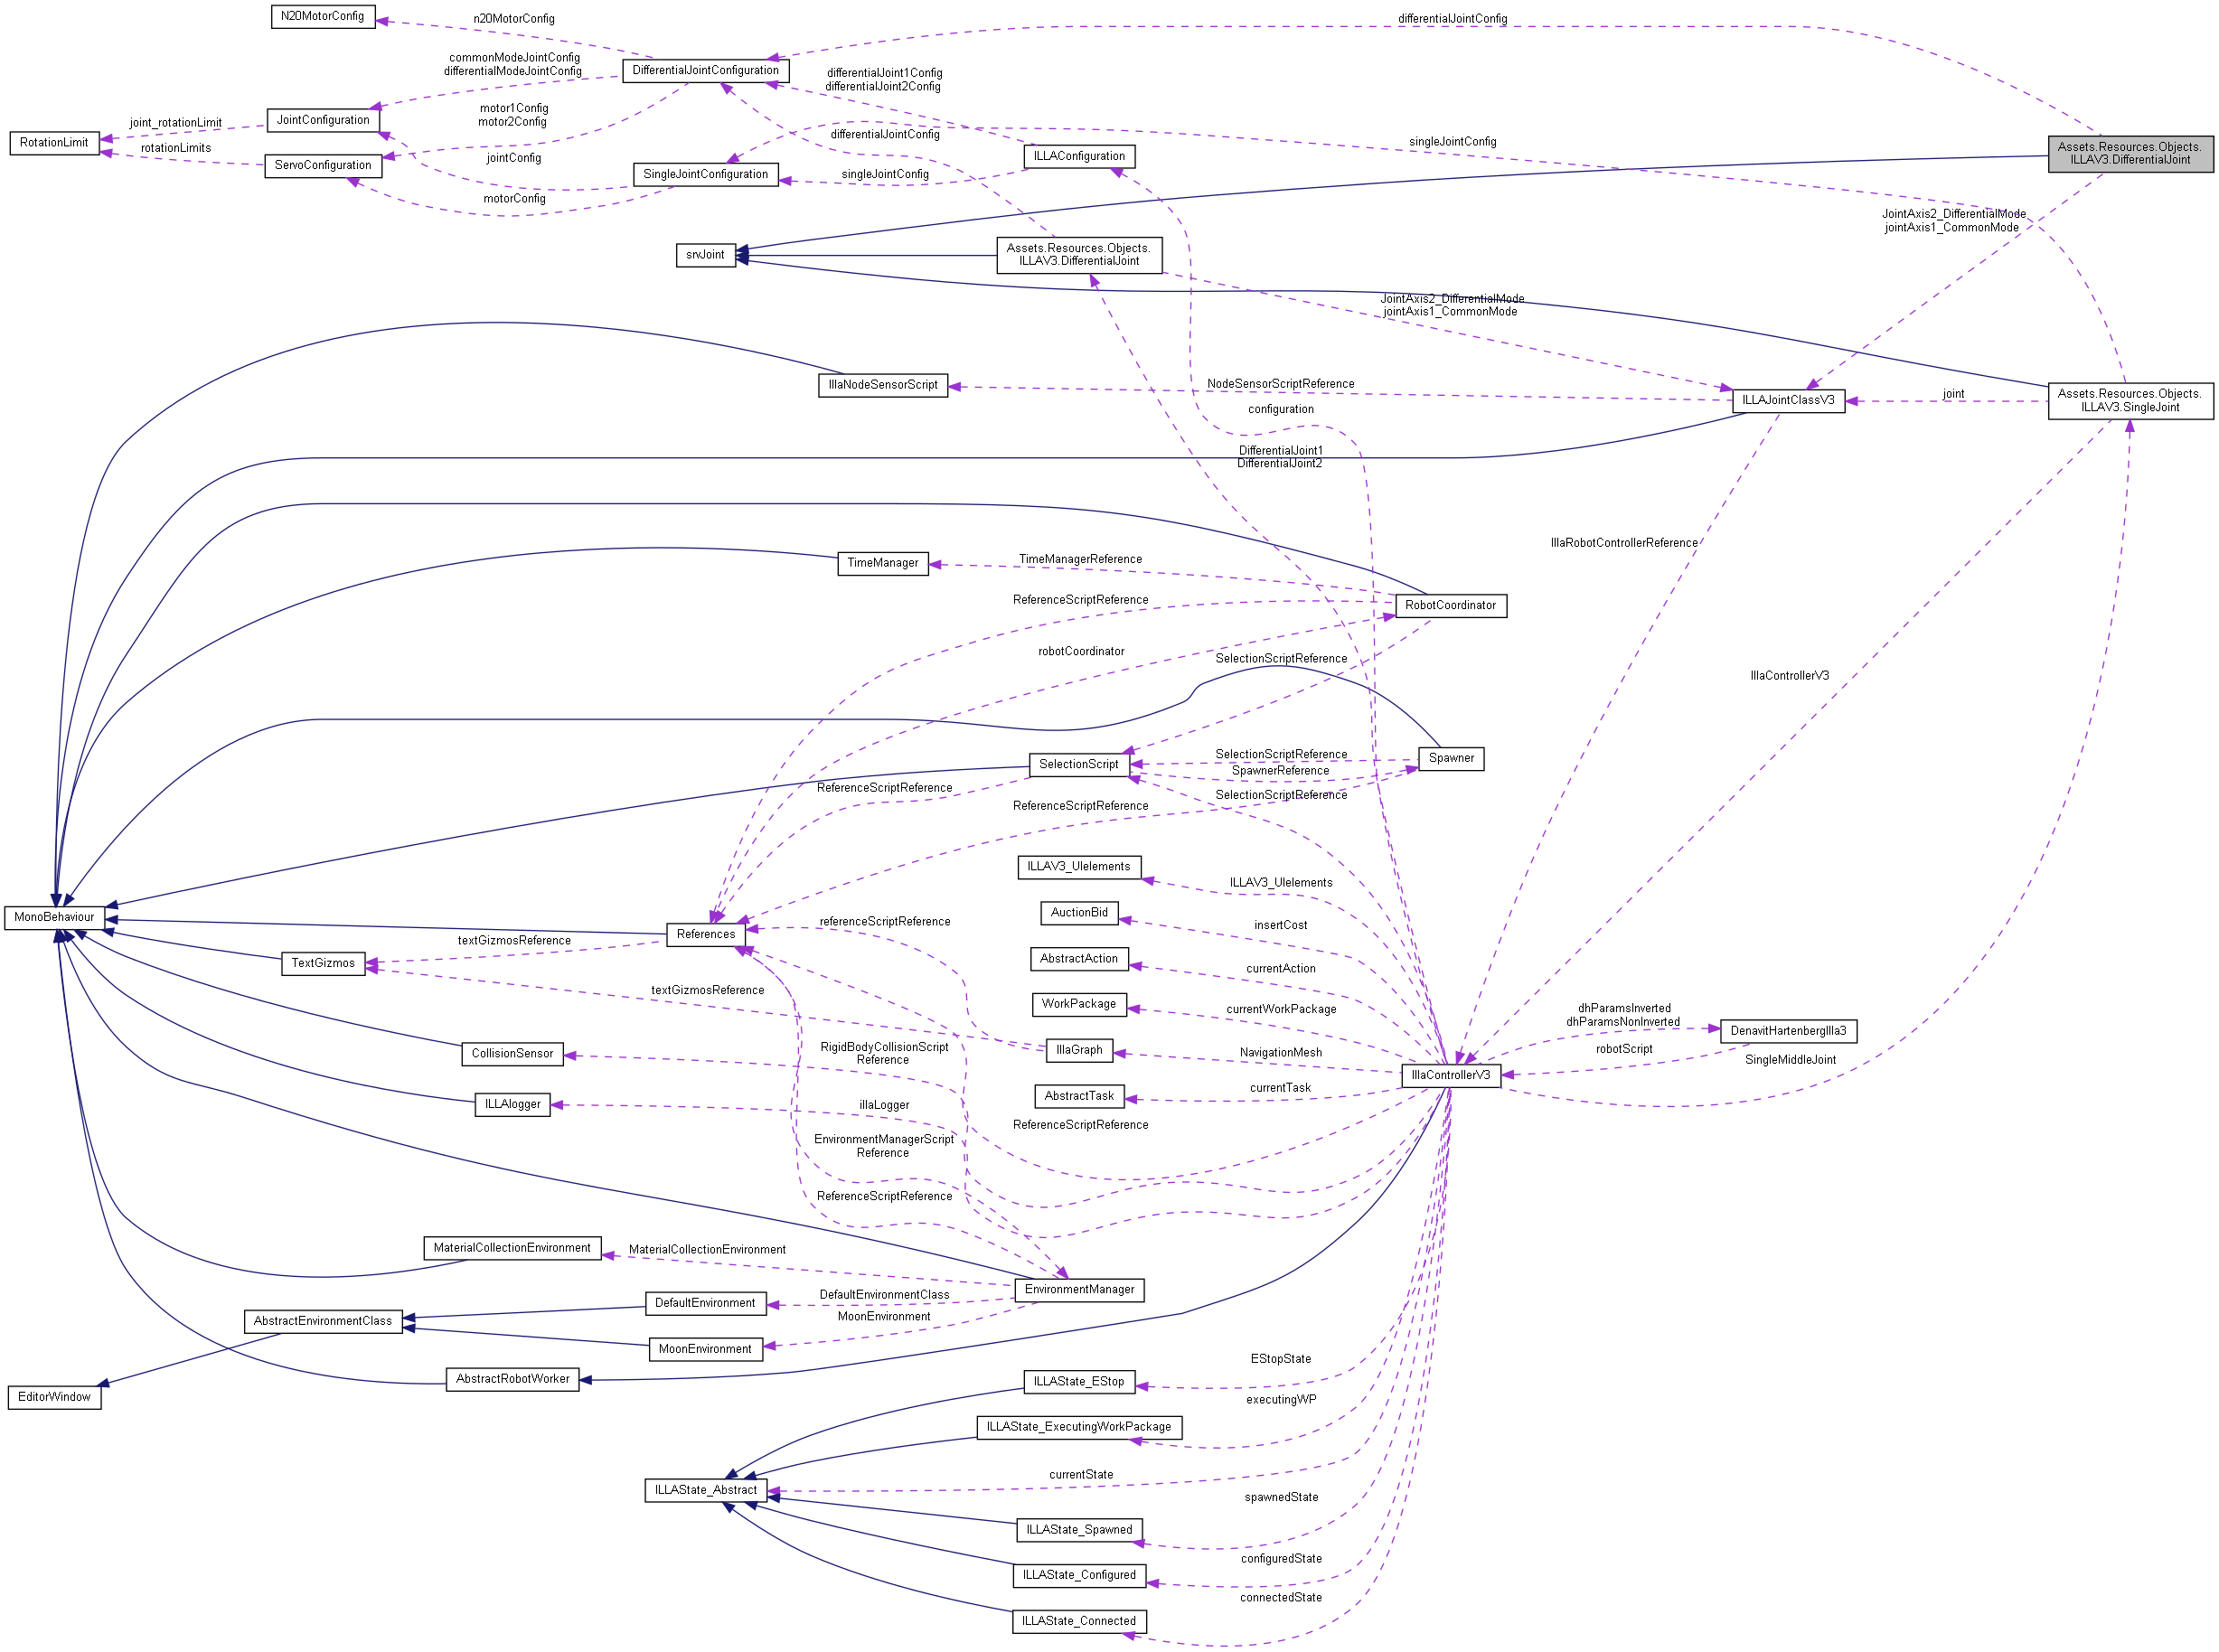 N20MotorConfig
n20MotorConfig
differentialJointConfig
commonModeJointConfig
differentialModeJointConfig
DifferentialJointConfiguration
differentialJoint1Config
differentialJoint2Config
JointConfiguration
joint_rotationLimit
motor1Config
motor2Config
RotationLimit
rotationLimits
ServoConfiguration
jointConfig
differentialJointConfig
singleJointConfig
ILLAConfiguration
Assets.Resources.Objects.
ILLAV3.DifferentialJoint
SingleJointConfiguration
singleJointConfig
motorConfig
JointAxis2_DifferentialMode
jointAxis1_CommonMode
srvJoint
Assets.Resources.Objects.
ILLAV3.DifferentialJoint
JointAxis2_DifferentialMode
jointAxis1_CommonMode
IllaNodeSensorScript
NodeSensorScriptReference
ILLAJointClassV3
joint
Assets.Resources.Objects.
ILLAV3.SingleJoint
configuration
DifferentialJoint1
DifferentialJoint2
IllaRobotControllerReference
TimeManager
TimeManagerReference
ReferenceScriptReference
RobotCoordinator
robotCoordinator
SelectionScriptReference
IllaControllerV3
SelectionScript
SelectionScriptReference
SpawnerReference
Spawner
ReferenceScriptReference
ReferenceScriptReference
SelectionScriptReference
ILLAV3_UIelements
ILLAV3_UIelements
MonoBehaviour
References
referenceScriptReference
AuctionBid
insertCost
textGizmosReference
TextGizmos
AbstractAction
currentAction
textGizmosReference
WorkPackage
currentWorkPackage
dhParamsInverted
dhParamsNonInverted
DenavitHartenbergIlla3
CollisionSensor
RigidBodyCollisionScript
Reference
IllaGraph
NavigationMesh
robotScript
SingleMiddleJoint
IllaControllerV3
ILLAlogger
illaLogger
AbstractTask
currentTask
ReferenceScriptReference
EnvironmentManagerScript
Reference
ReferenceScriptReference
MaterialCollectionEnvironment
MaterialCollectionEnvironment
EnvironmentManager
DefaultEnvironment
DefaultEnvironmentClass
AbstractEnvironmentClass
MoonEnvironment
MoonEnvironment
EditorWindow
AbstractRobotWorker
ILLAState_EStop
EStopState
executingWP
ILLAState_ExecutingWorkPackage
currentState
ILLAState_Abstract
spawnedState
ILLAState_Spawned
configuredState
ILLAState_Configured
connectedState
ILLAState_Connected